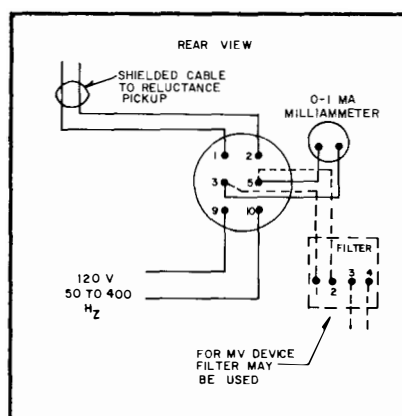 REAR VIEW
SHIELDED CABLE
TO RELUCTANCE
PICKUP
0-1 MA
MILLIAMMETER
1 2
3 5
9 10
FILTER
2 3 4
120 V
50 TO 400
HZ
FOR MV DEVICE
FILTER MAY
BE USED